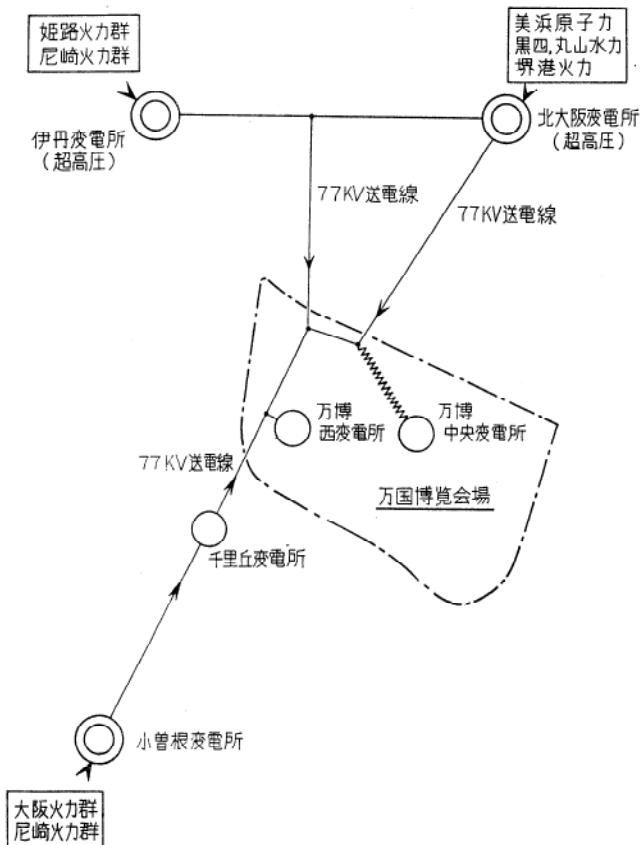 姫路火力群
尼崎火力群
美浜原子力
黒四,丸山水力
堺港火力
伊丹変電所
(超高圧)
北大阪変電所
(超高圧)
77KV送電線
77KV送電線
万博
西変電所
万博
中央変電所
77KV送電線
万国博覧会場
千里丘変電所
小曽根変電所
大阪火力群
尼崎火力群